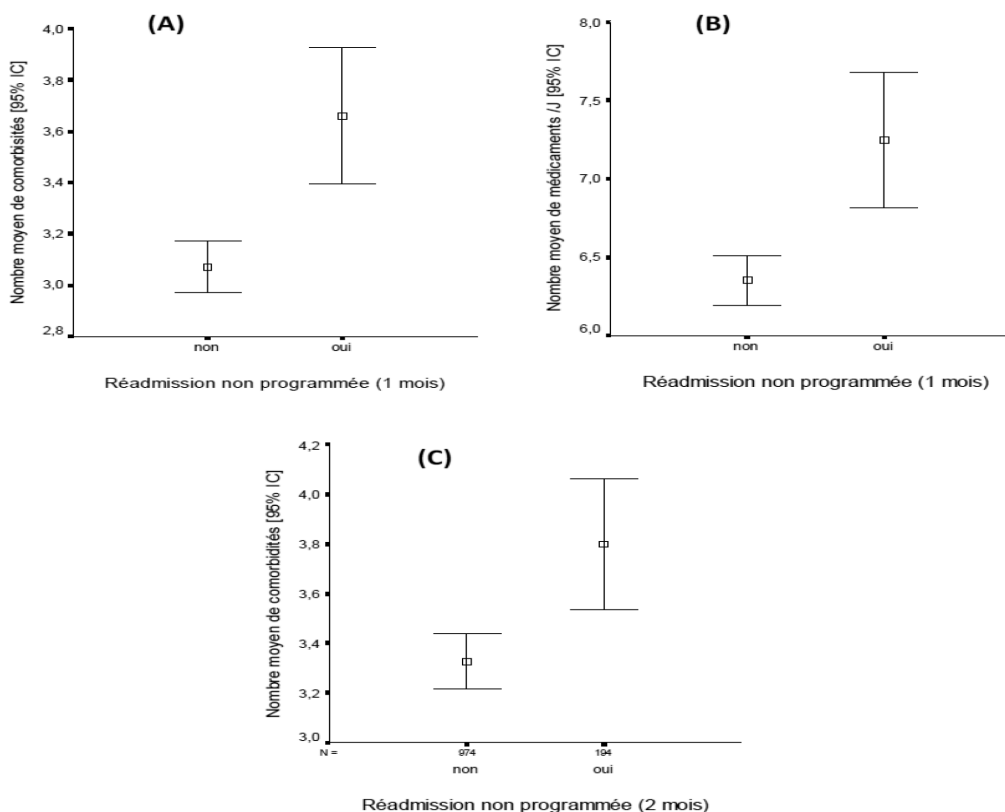 (A)
Nombre moyen de comorbisités [95% IC]
4,0
3,8
3,6
3,4
3,2
3,0
2,8
non oui
Réadmission non programmée (1 mois)
(B)
Nombre moyen de médicaments /J [95% IC]
8,0
7,5
7,0
6,5
6,0
non oui
Réadmission non programmée (1 mois)
(C)
Nombre moyen de comorbidités [95% IC]
4,2
4,0
3,8
3,6
3,4
3,2
3,0
N = 974 194
non oui
Réadmission non programmée (2 mois)